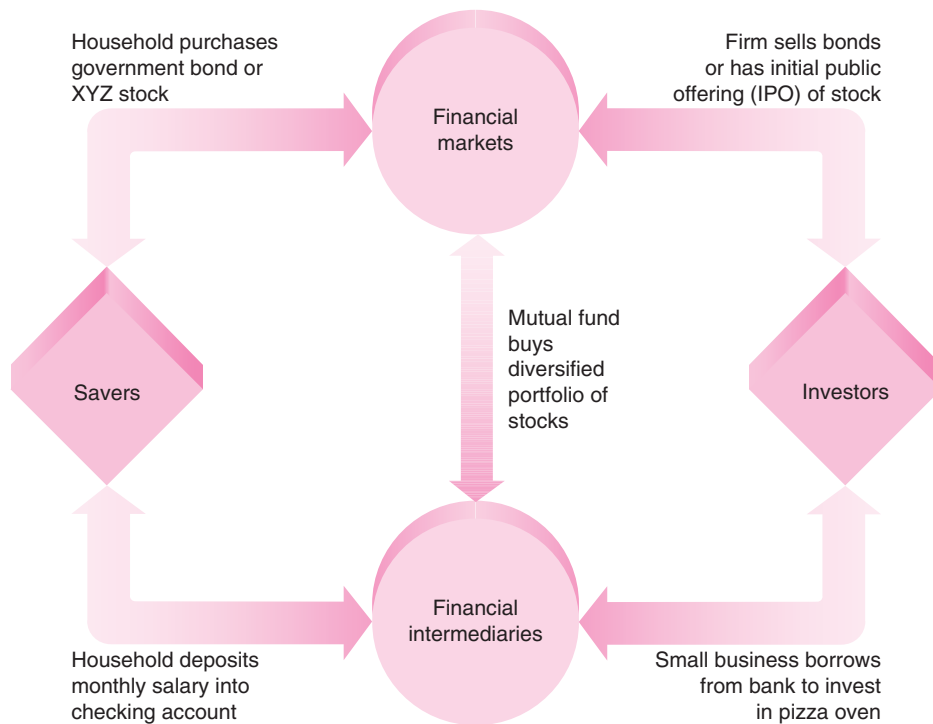 Household purchases
government bond or
XYZ stock
Firm sells bonds
or has initial public
offering (IPO) of stock
Financial
markets
Savers
Mutual fund
buys
diversified
portfolio of
stocks
Investors
Financial
intermediaries
Household deposits
monthly salary into
checking account
Small business borrows
from bank to invest
in pizza oven